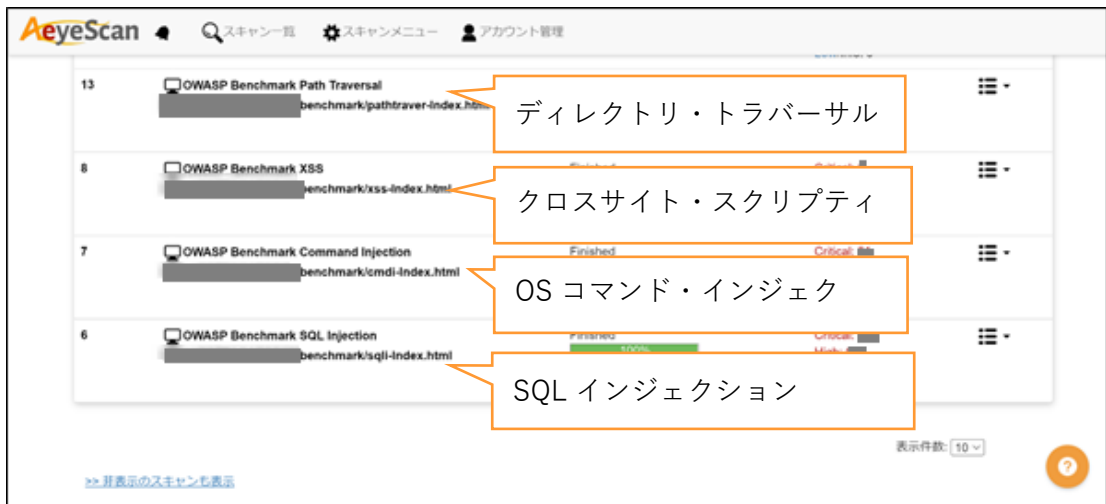 AeyeScan
スキャン一覧
スキャンメニュー
アカウント管理
13
OWASP Benchmark Path Traversal
benchmark/pathtraver-index.html
ディレクトリ・トラバーサル
8
OWASP Benchmark XSS
benchmark/xss-index.html
クロスサイト・スクリプティ
7
OWASP Benchmark Command Injection
Finished
Critical:
benchmark/cmdi-index.html
OS コマンド・インジェク
6
OWASP Benchmark SQL Injection
Finished
Critical:
100%
High:
benchmark/sqli-index.html
SQL インジェクション
表示件数: 10
>> 非表示のスキャンも表示
?